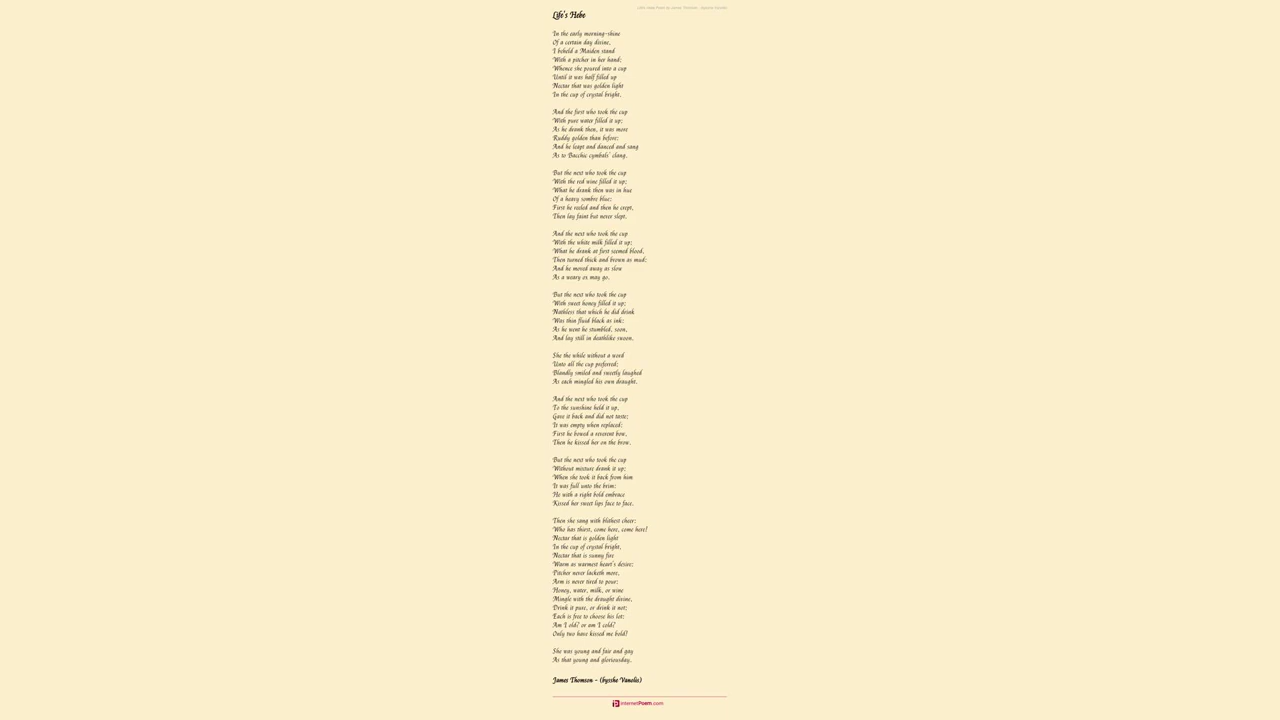 Life's Hebe Poem by James Thomson - (bysshe Vanolis)
Life's Hebe
In the early morning-shine
Of a certain day divine,
I beheld a Maiden stand
With a pitcher in her hand;
Whence she poured into a cup
Until it was half filled up
Nectar that was golden light
In the cup of crystal bright.
And the first who took the cup
With pure water filled it up;
As he drank then, it was more
Ruddy golden than before:
And he leapt and danced and sang
As to Bacchic cymbals' clang.
But the next who took the cup
With the red wine filled it up;
What he drank then was in hue
Of a heavy sombre blue:
First he reeled and then he crept,
Then lay faint but never slept.
And the next who took the cup
With the white milk filled it up;
What he drank at first seemed blood,
Then turned thick and brown as mud:
And he moved away as slow
As a weary ox may go.
But the next who took the cup
With sweet honey filled it up;
Nathless that which he did drink
Was thin fluid black as ink:
As he went he stumbled, soon,
And lay still in deathlike swoon.
She the while without a word
Unto all the cup preferred;
Blandly smiled and sweetly laughed
As each mingled his own draught.
And the next who took the cup
To the sunshine held it up,
Gave it back and did not taste;
It was empty when replaced:
First he bowed a reverent bow,
Then he kissed her on the brow.
But the next who took the cup
Without mixture drank it up;
When she took it back from him
It was full unto the brim:
He with a right bold embrace
Kissed her sweet lips face to face.
Then she sang with blithest cheer:
Who has thirst, come here, come here!
Nectar that is golden light
In the cup of crystal bright,
Nectar that is sunny fire
Warm as warmest heart's desire:
Pitcher never lacketh more,
Arm is never tired to pour:
Honey, water, milk, or wine
Mingle with the draught divine,
Drink it pure, or drink it not;
Each is free to choose his lot:
Am I old? or am I cold?
Only two have kissed me bold!
She was young and fair and gay
As that young and gloriousday.
James Thomson - (bysshe Vanolis)
internetPoem.com